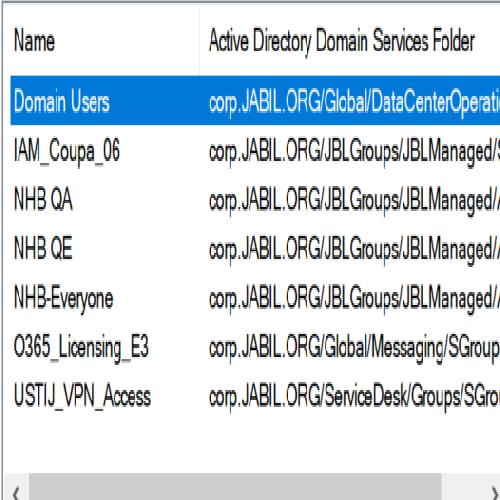 Name Active Directory Domain Services Folder
Domain Users corp.JABIL.ORG/Global/DataCenterOperati
IAM_Coupa_06 corp.JABIL.ORG/JBLGroups/JBLManaged/S
NHB QA corp.JABIL.ORG/JBLGroups/JBLManaged/A
NHB QE corp.JABIL.ORG/JBLGroups/JBLManaged/A
NHB-Everyone corp.JABIL.ORG/JBLGroups/JBLManaged/A
O365_Licensing_E3 corp.JABIL.ORG/Global/Messaging/SGroup
USTIJ_VPN_Access corp.JABIL.ORG/ServiceDesk/Groups/SGro